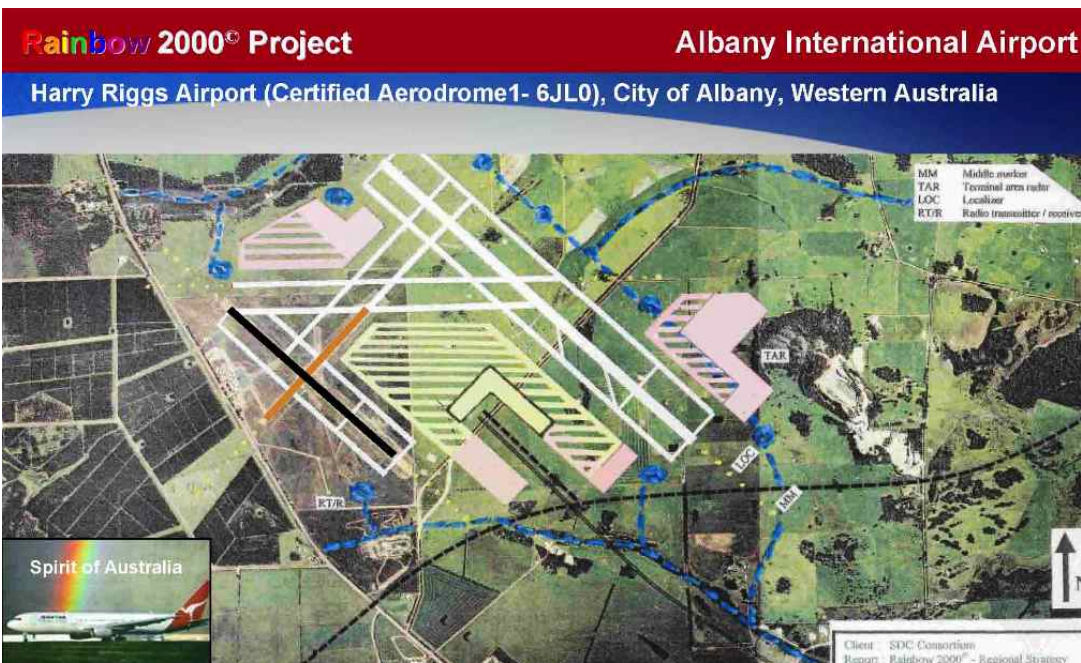 Rainbow 2000© Project
Albany International Airport
Harry Riggs Airport (Certified Aerodrome1- 6JL0), City of Albany, Western Australia
MM Middle marker
TAR Terminal area radar
LOC Localizer
RT/R Radio transmitter / receive
TAR
LOC
MM
RT/R
Spirit of Australia
N
Client : SDC Consortium
Report : Rainbow 2000© - Regional Strategy